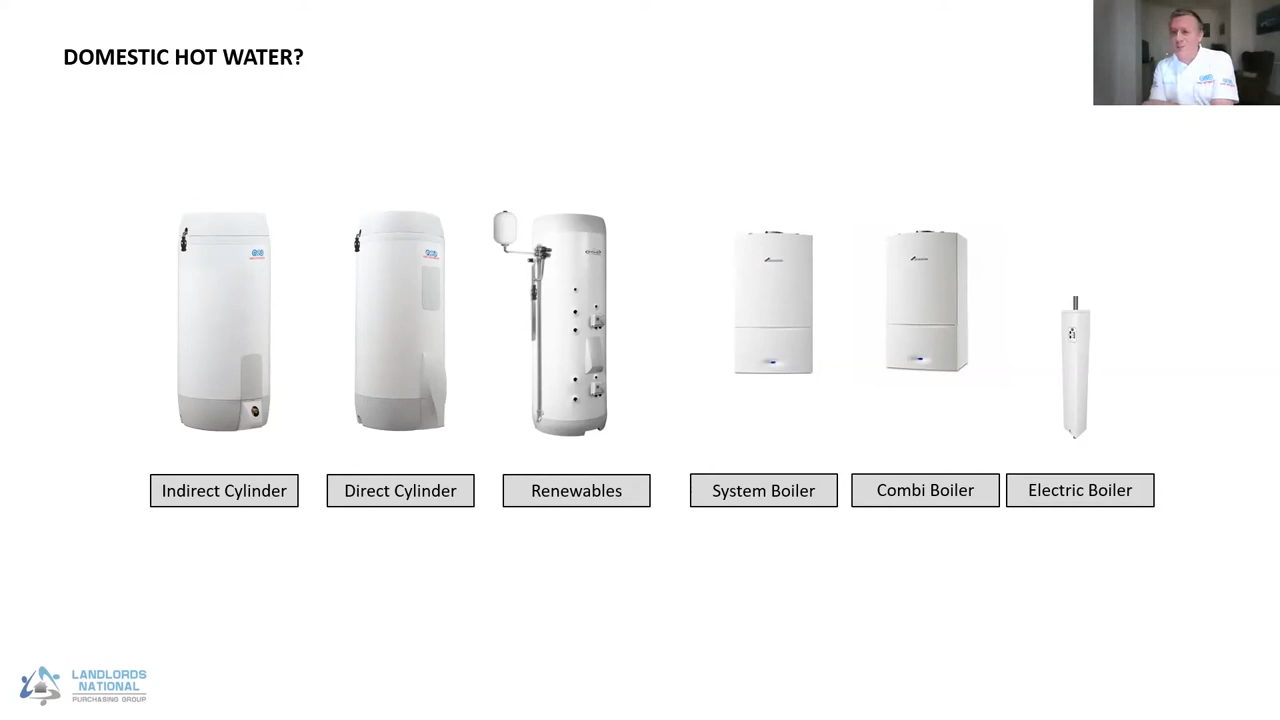 DOMESTIC HOT WATER?
Indirect Cylinder
Direct Cylinder
Renewables
System Boiler
Combi Boiler
Electric Boiler
LANDLORDS
NATIONAL
PURCHASING GROUP